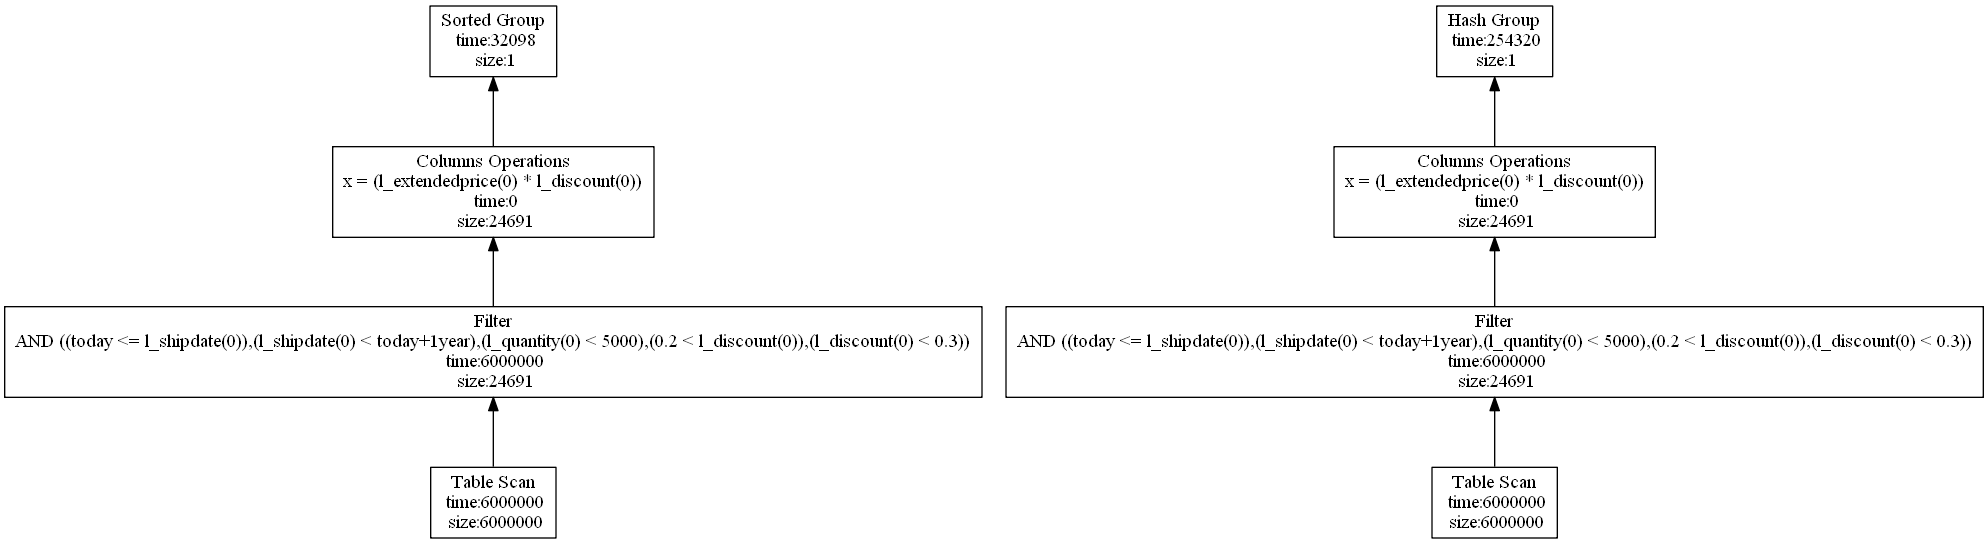 Sorted Group
time:32098
size:1
Columns Operations
x = (l_extendedprice(0) * l_discount(0))
time:0
size:24691
Filter
AND ((today <= l_shipdate(0)),(l_shipdate(0) < today+1year),(l_quantity(0) < 5000),(0.2 < l_discount(0)),(l_discount(0) < 0.3))
time:6000000
size:24691
Table Scan
time:6000000
size:6000000
Hash Group
time:254320
size:1
Columns Operations
x = (l_extendedprice(0) * l_discount(0))
time:0
size:24691
Filter
AND ((today <= l_shipdate(0)),(l_shipdate(0) < today+1year),(l_quantity(0) < 5000),(0.2 < l_discount(0)),(l_discount(0) < 0.3))
time:6000000
size:24691
Table Scan
time:6000000
size:6000000